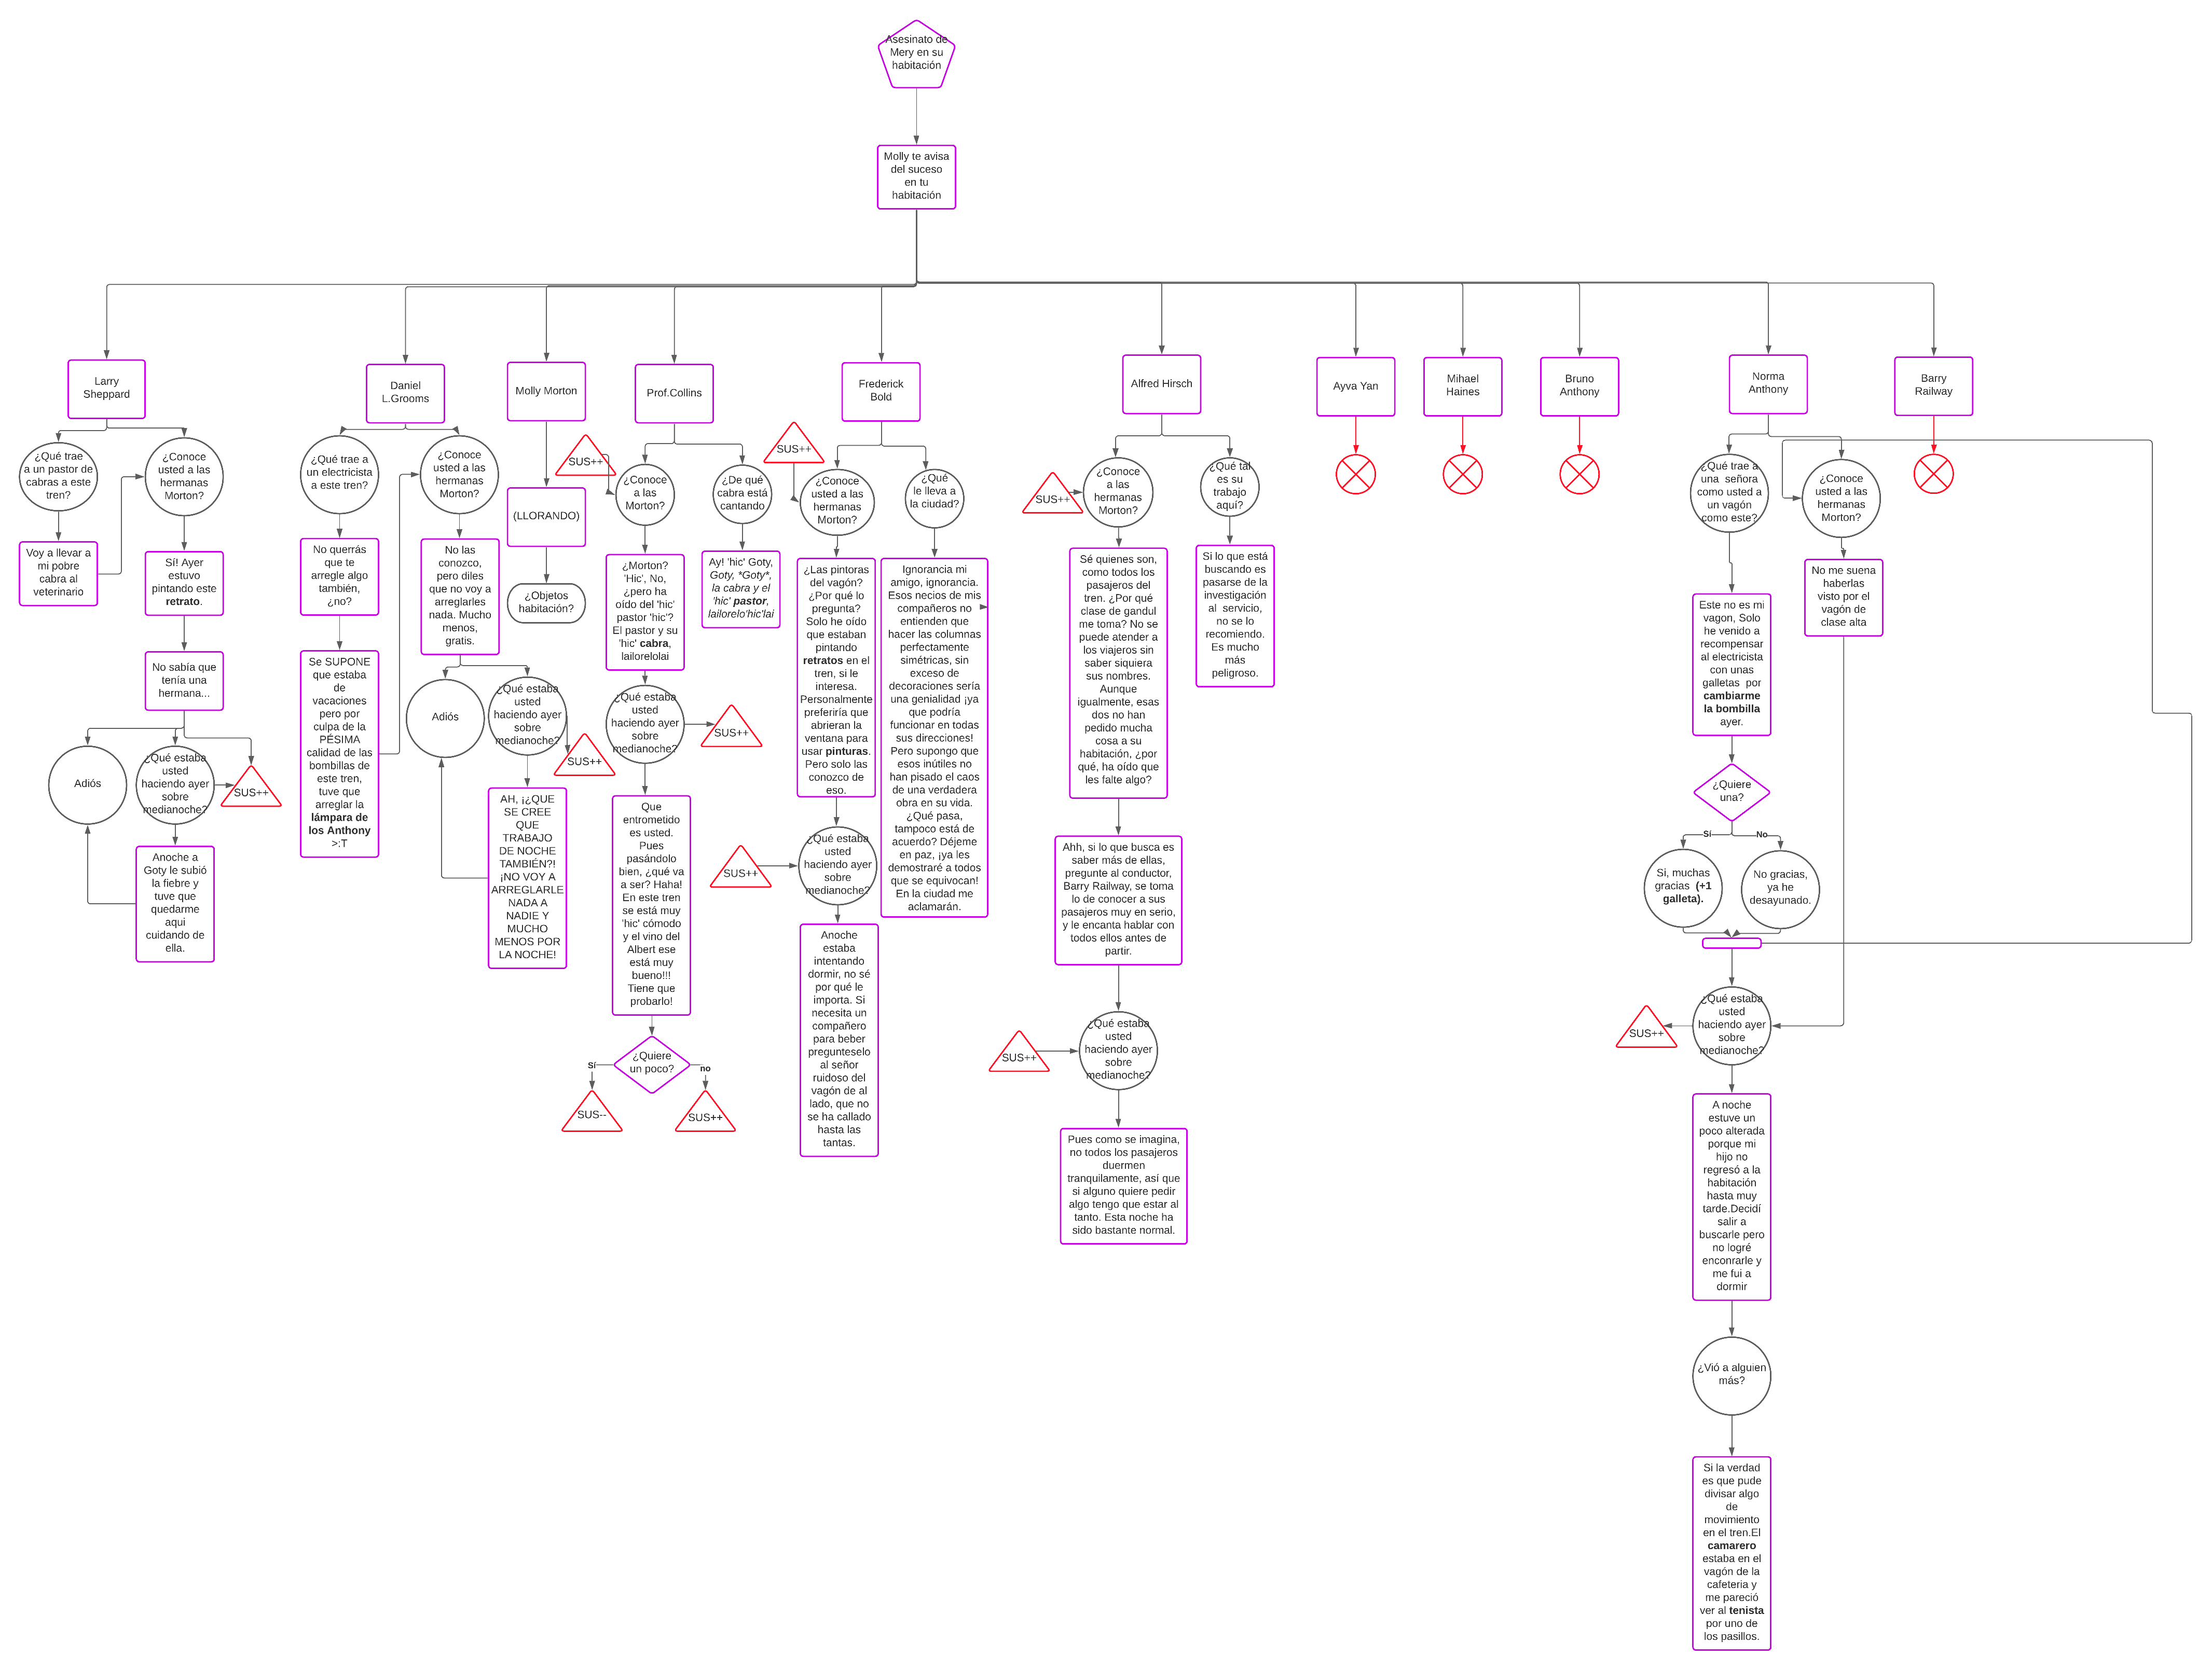 Asesinato de
Mery en su
habitación
Molly te avisa
del suceso
en tu
habitación
Larry
Sheppard
¿Qué trae
a un pastor de
cabras a este
tren?
Voy a llevar a
mi pobre
cabra al
veterinario
¿Conoce
usted a las
hermanas
Morton?
Sí! Ayer
estuvo
pintando este
retrato.
No sabía que
tenía una
hermana...
Adiós
¿Qué estaba
usted
haciendo ayer
sobre
medianoche?
SUS++
Anoche a
Goty le subió
la fiebre y
tuve que
quedarme
aqui
cuidando de
ella.
Daniel
L.Grooms
¿Qué trae a
un electricista
a este tren?
No querrás
que te
arregle algo
también,
¿no?
Se SUPONE
que estaba
de
vacaciones
pero por
culpa de la
PÉSIMA
calidad de las
bombillas de
este tren,
tuve que
arreglar la
lámpara de
los Anthony
>:T
¿Conoce
usted a las
hermanas
Morton?
No las
conozco,
pero diles
que no voy a
arreglarles
nada. Mucho
menos,
gratis.
Adiós
¿Qué estaba
usted
haciendo ayer
sobre
medianoche?
SUS++
AH, ¡¿QUE
SE CREE
QUE
TRABAJO
DE NOCHE
TAMBIÉN?!
¡NO VOY A
ARREGLARLE
NADA A
NADIE Y
MUCHO
MENOS POR
LA NOCHE!
Molly Morton
(LLORANDO)
¿Objetos
habitación?
Prof.Collins
SUS++
¿Conoce
a las
Morton?
¿Morton?
'Hic', No,
¿pero ha
oído del 'hic'
pastor 'hic'?
El pastor y su
'hic' cabra,
lailorelolai
¿Qué estaba
usted
haciendo ayer
sobre
medianoche?
SUS++
Que
entrometido
es usted.
Pues
pasándolo
bien, ¿qué va
a ser? Haha!
En este tren
se está muy
'hic' cómodo
y el vino del
Albert ese
está muy
bueno!!!
Tiene que
probarlo!
¿Quiere
un poco?
Sí
no
SUS--
SUS++
¿De qué
cabra está
cantando
Ay! 'hic' Goty,
Goty, *Goty*,
la cabra y el
'hic' pastor,
lailorelo'hic'lai
Frederick
Bold
SUS++
¿Conoce
usted a las
hermanas
Morton?
¿Las pintoras
del vagón?
¿Por qué lo
pregunta?
Solo he oído
que estaban
pintando
retratos en el
tren, si le
interesa.
Personalmente
preferiría que
abrieran la
ventana para
usar pinturas.
Pero solo las
conozco de
eso.
SUS++
¿Qué estaba
usted
haciendo ayer
sobre
medianoche?
Anoche
estaba
intentando
dormir, no sé
por qué le
importa. Si
necesita un
compañero
para beber
pregunteselo
al señor
ruidoso del
vagón de al
lado, que no
se ha callado
hasta las
tantas.
¿Qué
le lleva a
la ciudad?
Ignorancia mi
amigo, ignorancia.
Esos necios de mis
compañeros no
entienden que
hacer las columnas
perfectamente
simétricas, sin
exceso de
decoraciones sería
una genialidad ¡ya
que podría
funcionar en todas
sus direcciones!
Pero supongo que
esos inútiles no
han pisado el caos
de una verdadera
obra en su vida.
¿Qué pasa,
tampoco está de
acuerdo? Déjeme
en paz, ¡ya les
demostraré a todos
que se equivocan!
En la ciudad me
aclamarán.
Alfred Hirsch
SUS++
¿Conoce
a las
hermanas
Morton?
Sé quienes son,
como todos los
pasajeros del
tren. ¿Por qué
clase de gandul
me toma? No se
puede atender a
los viajeros sin
saber siquiera
sus nombres.
Aunque
igualmente, esas
dos no han
pedido mucha
cosa a su
habitación, ¿por
qué, ha oído que
les falte algo?
Ahh, si lo que busca es
saber más de ellas,
pregunte al conductor,
Barry Railway, se toma
lo de conocer a sus
pasajeros muy en serio,
y le encanta hablar con
todos ellos antes de
partir.
SUS++
¿Qué estaba
usted
haciendo ayer
sobre
medianoche?
Pues como se imagina,
no todos los pasajeros
duermen
tranquilamente, así que
si alguno quiere pedir
algo tengo que estar al
tanto. Esta noche ha
sido bastante normal.
¿Qué tal
es su
trabajo
aquí?
Si lo que está
buscando es
pasarse de la
investigación
al servicio,
no se lo
recomiendo.
Es mucho
más
peligroso.
Ayva Yan
Mihael
Haines
Bruno
Anthony
Norma
Anthony
¿Qué trae a
una señora
como usted a
un vagón
como este?
Este no es mi
vagon, Solo
he venido a
recompensar
al electricista
con unas
galletas por
cambiarme
la bombilla
ayer.
¿Quiere
una?
Sí
No
Si, muchas
gracias (+1
galleta).
No gracias,
ya he
desayunado.
¿Qué estaba
usted
haciendo ayer
sobre
medianoche?
SUS++
A noche
estuve un
poco alterada
porque mi
hijo no
regresó a la
habitación
hasta muy
tarde.Decidí
salir a
buscarle pero
no logré
enconrarle y
me fui a
dormir
¿Vió a alguien
más?
Si la verdad
es que pude
divisar algo
de
movimiento
en el tren.El
camarero
estaba en el
vagón de la
cafeteria y
me pareció
ver al tenista
por uno de
los pasillos.
¿Conoce
usted a las
hermanas
Morton?
No me suena
haberlas
visto por el
vagón de
clase alta
Barry
Railway